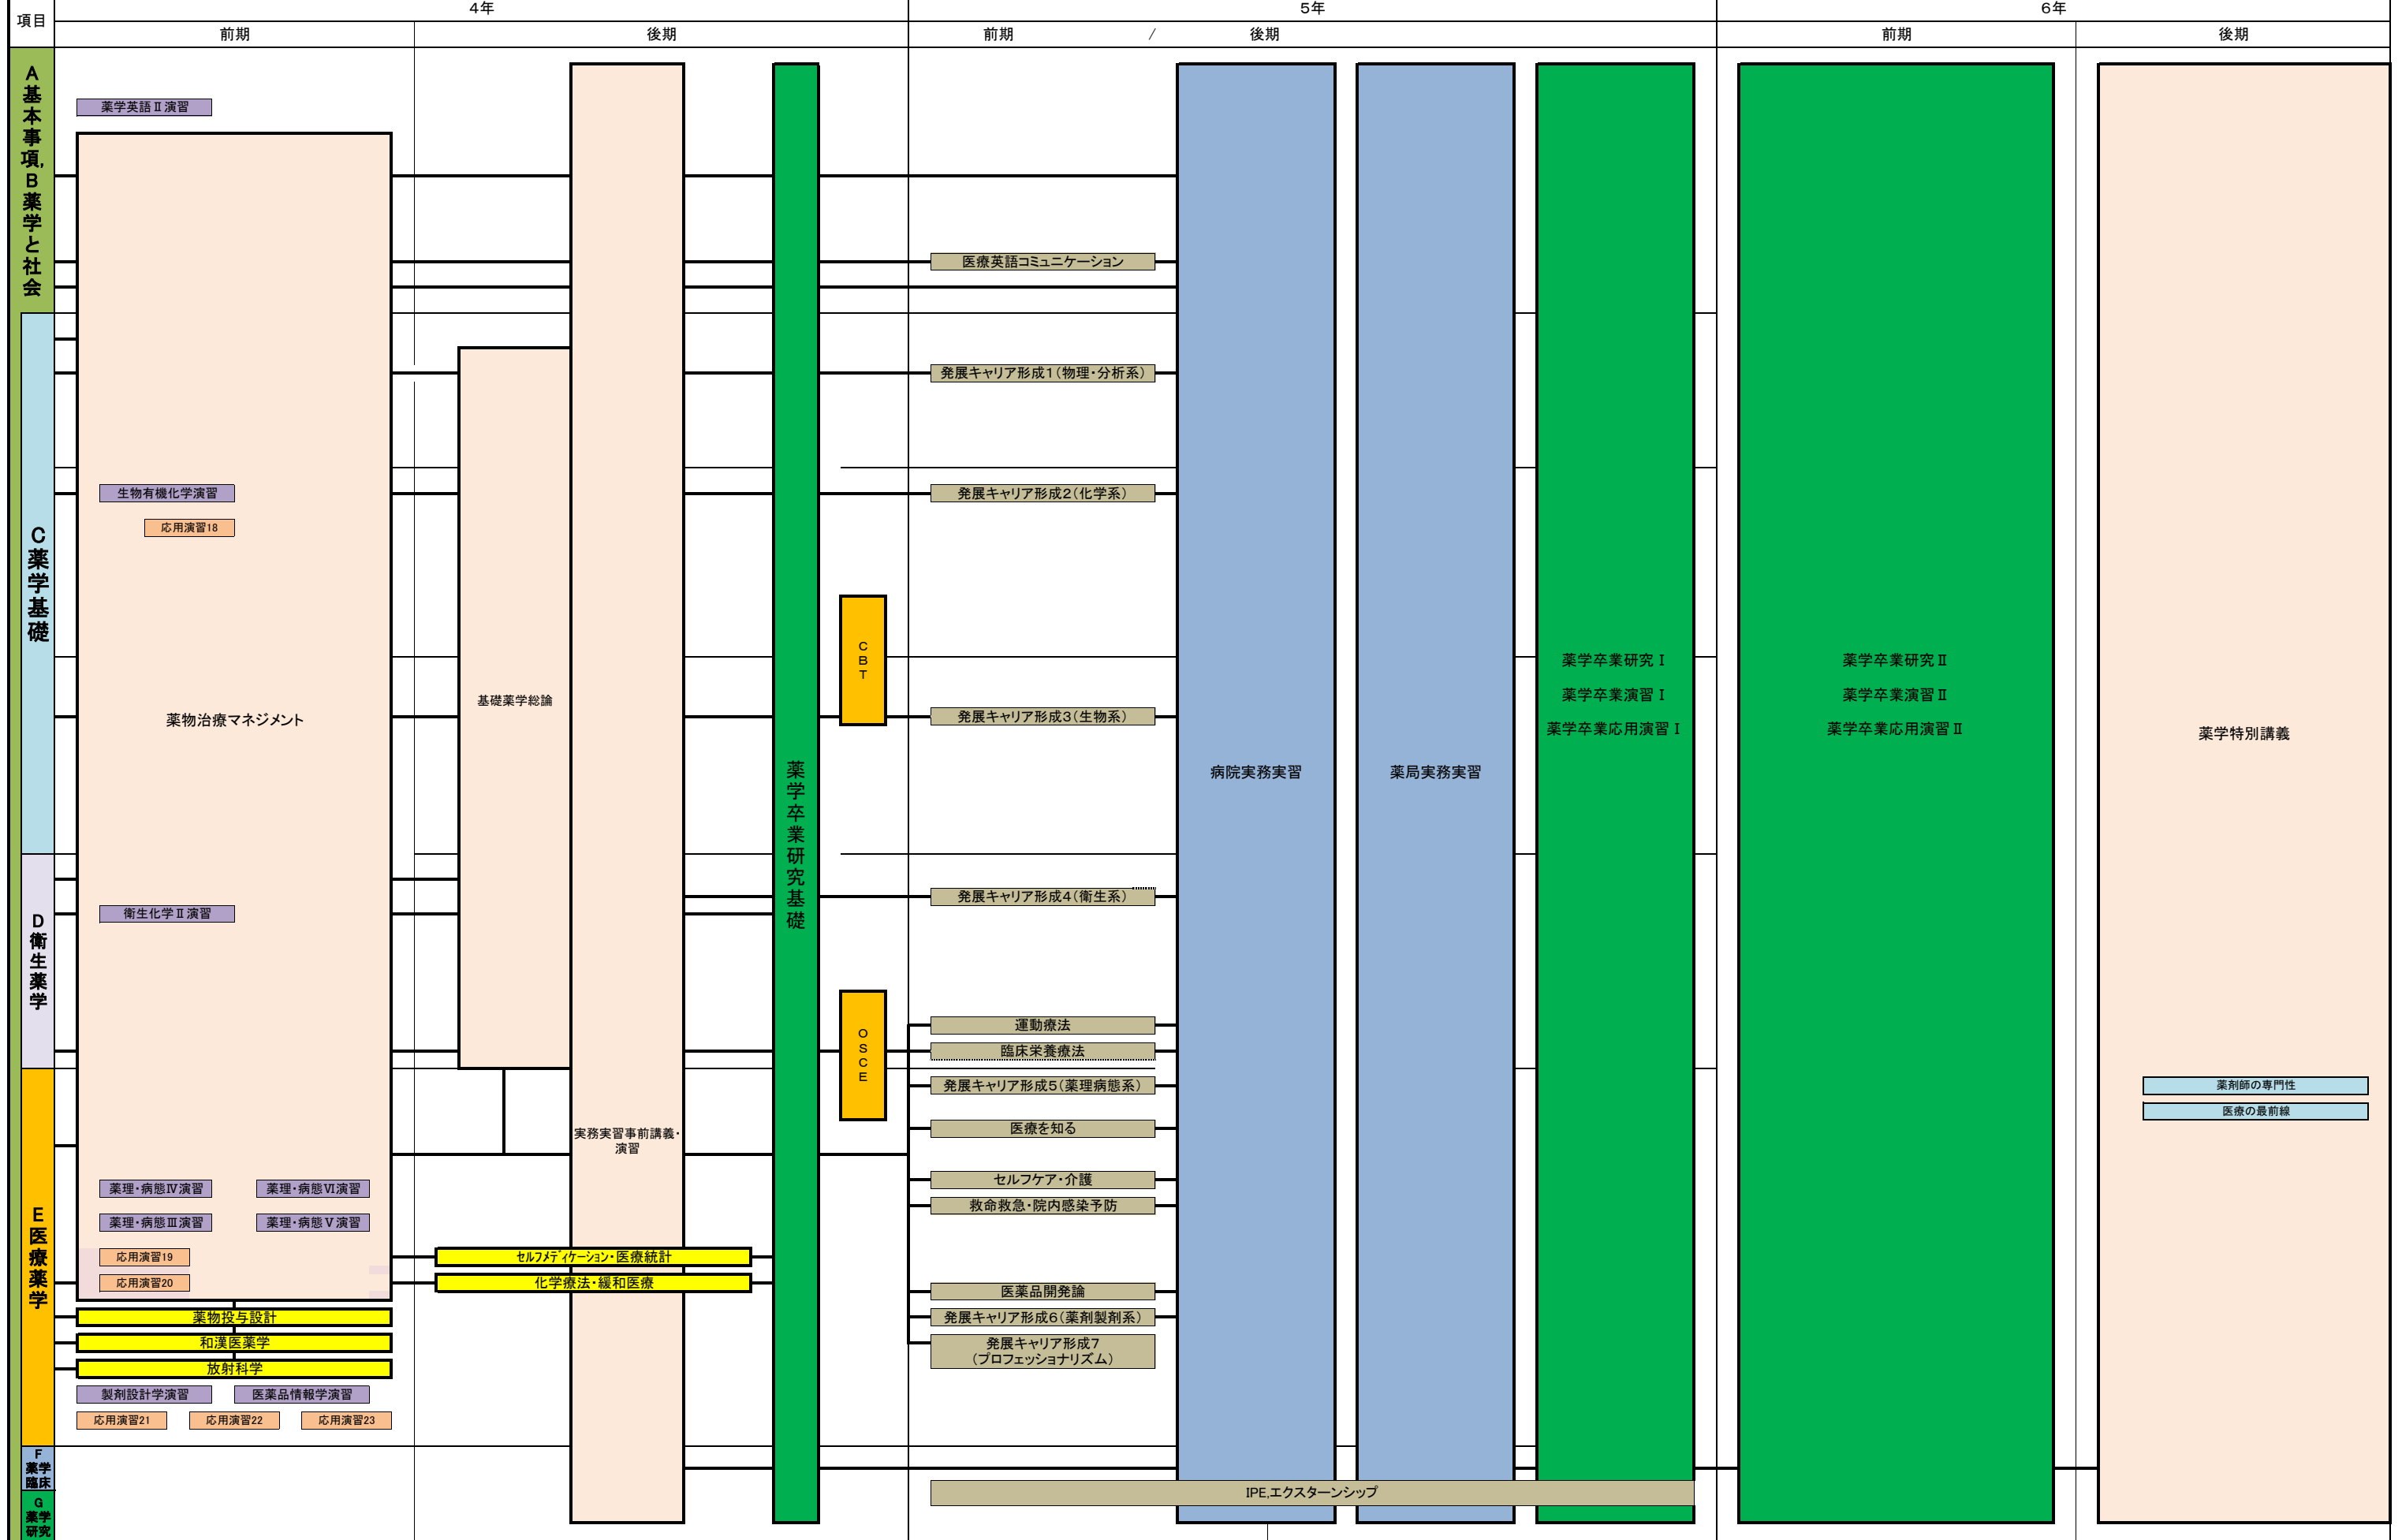 項目
4年
5年
6年
前期
後期
前期
/
後期
前期
後期
A基本事項,B薬学と社会
薬学英語Ⅱ演習
医療英語コミュニケーション
C薬学基礎
発展キャリア形成1(物理・分析系)
生物有機化学演習
発展キャリア形成2(化学系)
応用演習18
CBT
薬学卒業研究Ⅰ
薬学卒業演習Ⅰ
薬学卒業応用演習Ⅰ
薬学卒業研究Ⅱ
薬学卒業演習Ⅱ
薬学卒業応用演習Ⅱ
基礎薬学総論
薬物治療マネジメント
発展キャリア形成3(生物系)
薬学特別講義
薬学卒業研究基礎
病院実務実習
薬局実務実習
D衛生薬学
発展キャリア形成4(衛生系)
衛生化学Ⅱ演習
OSCE
運動療法
臨床栄養療法
E医療薬学
発展キャリア形成5(薬理病態系)
薬剤師の専門性
医療の最前線
医療を知る
実務実習事前講義・
演習
セルフケア・介護
薬理・病態Ⅳ演習
薬理・病態Ⅵ演習
救命救急・院内感染予防
薬理・病態Ⅲ演習
薬理・病態Ⅴ演習
応用演習19
セルフメディケーション・医療統計
応用演習20
化学療法・緩和医療
医薬品開発論
薬物投与設計
発展キャリア形成6(薬剤製剤系)
和漢医薬学
発展キャリア形成7
(プロフェッショナリズム)
放射科学
製剤設計学演習
医薬品情報学演習
応用演習21
応用演習22
応用演習23
F
薬学
臨床
IPE,エクスターンシップ
G
薬学
研究